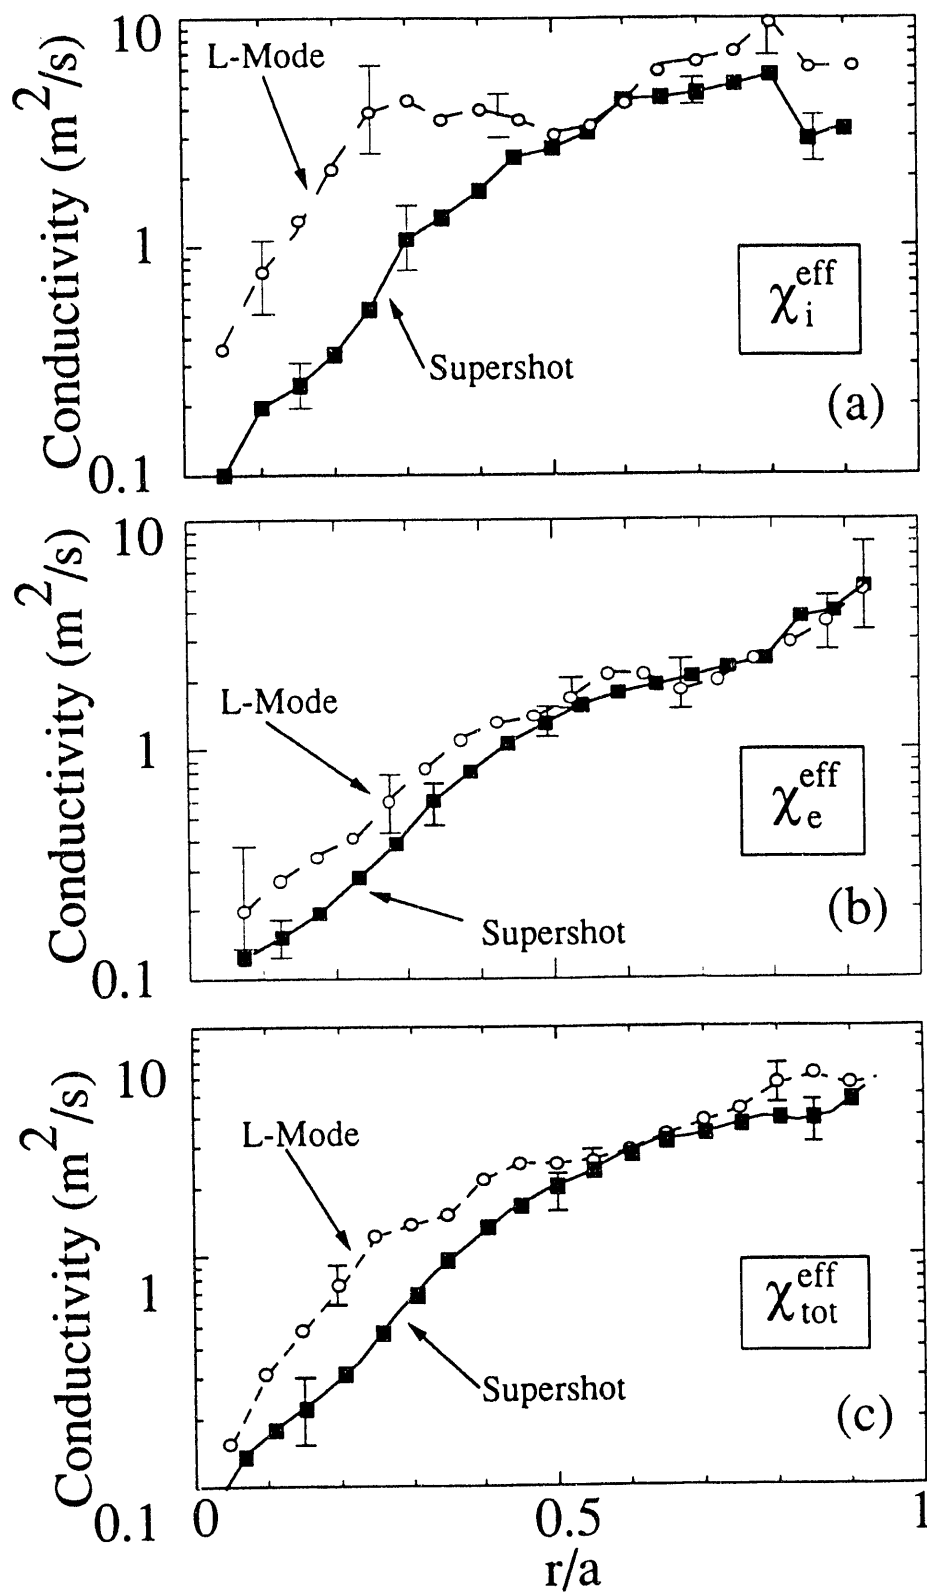 10
L-Mode
Conductivity (m²/s)
1
χ_i^eff
Supershot
(a)
0.1
10
Conductivity (m²/s)
L-Mode
1
χ_e^eff
Supershot
(b)
0.1
10
Conductivity (m²/s)
L-Mode
1
χ_tot^eff
Supershot
(c)
0.1
0 0.5 1
r/a